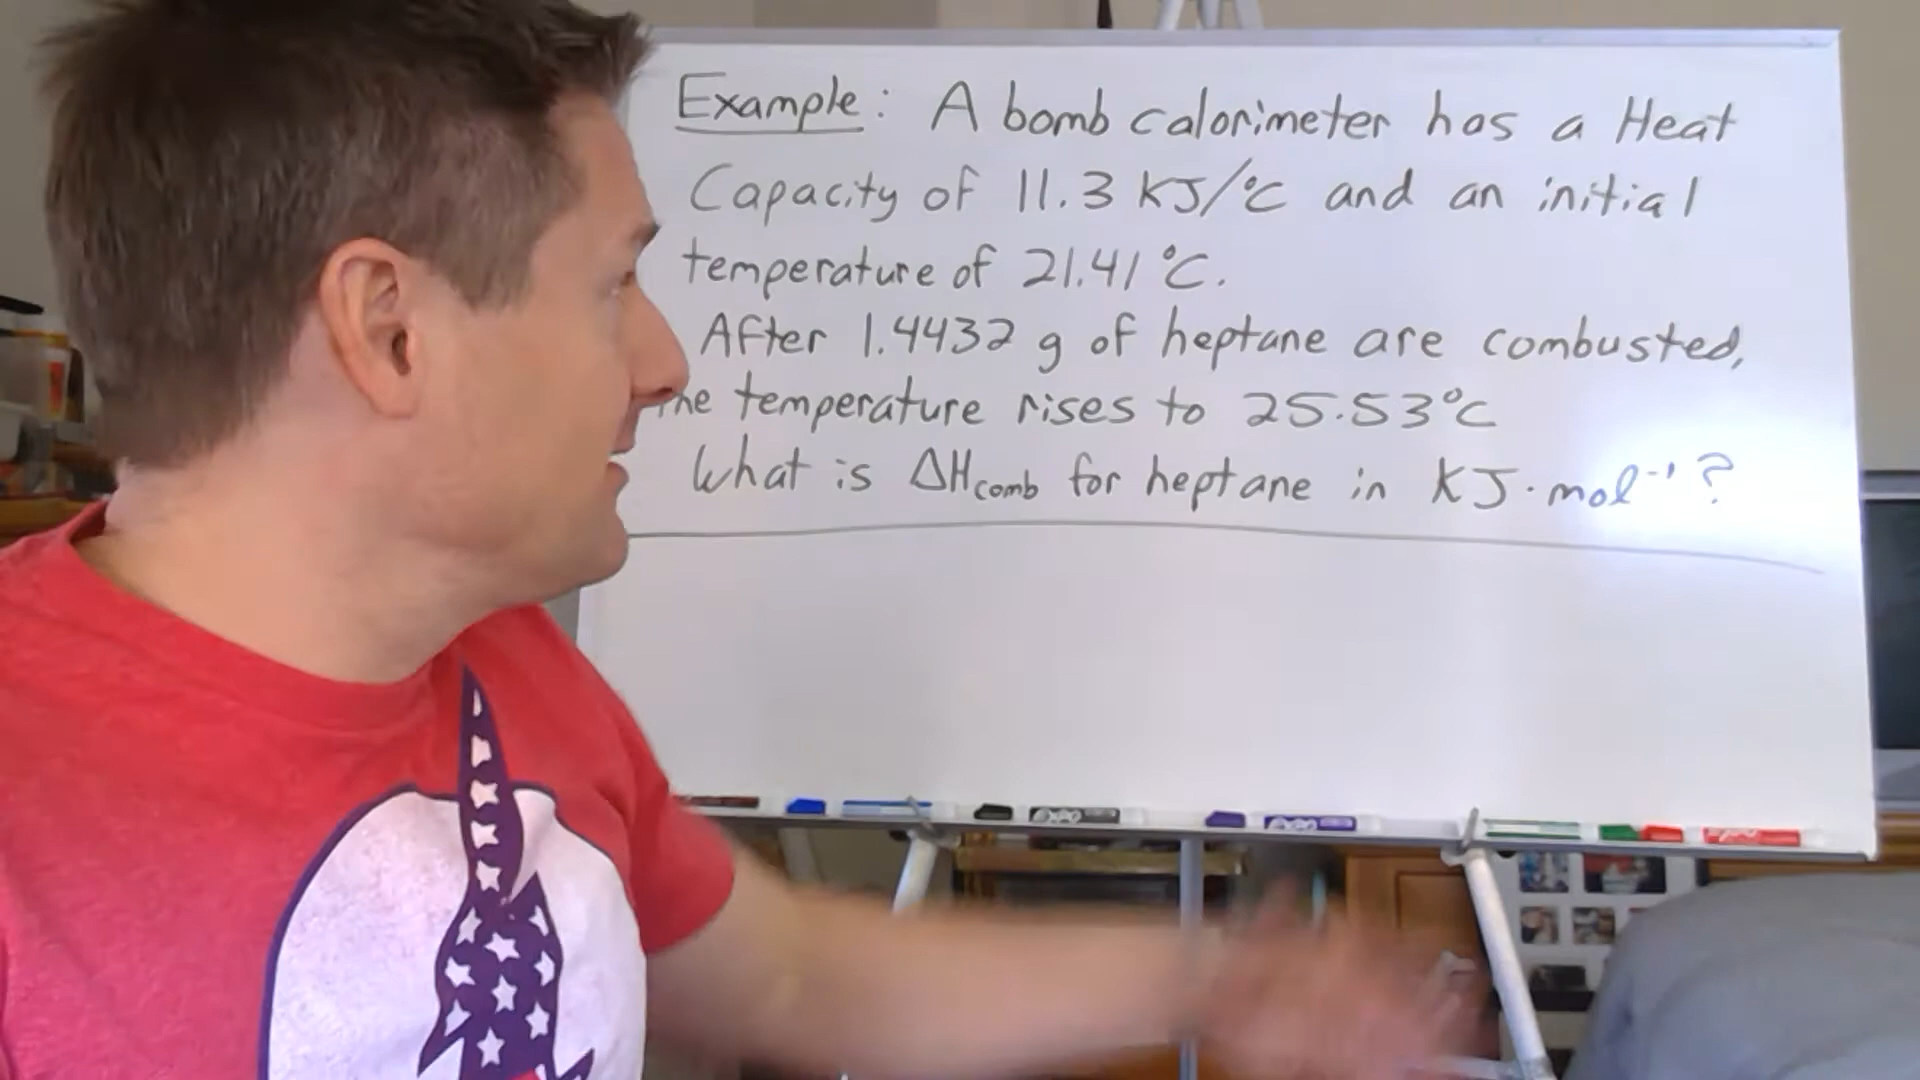 Example: A bomb calorimeter has a Heat
Capacity of 11.3 KJ/°C and an initial
temperature of 21.41 °C.
After 1.4432 g of heptane are combusted,
the temperature rises to 25.53°C
What is ΔHcomb for heptane in KJ·mol⁻¹?
EXPO
EXPO